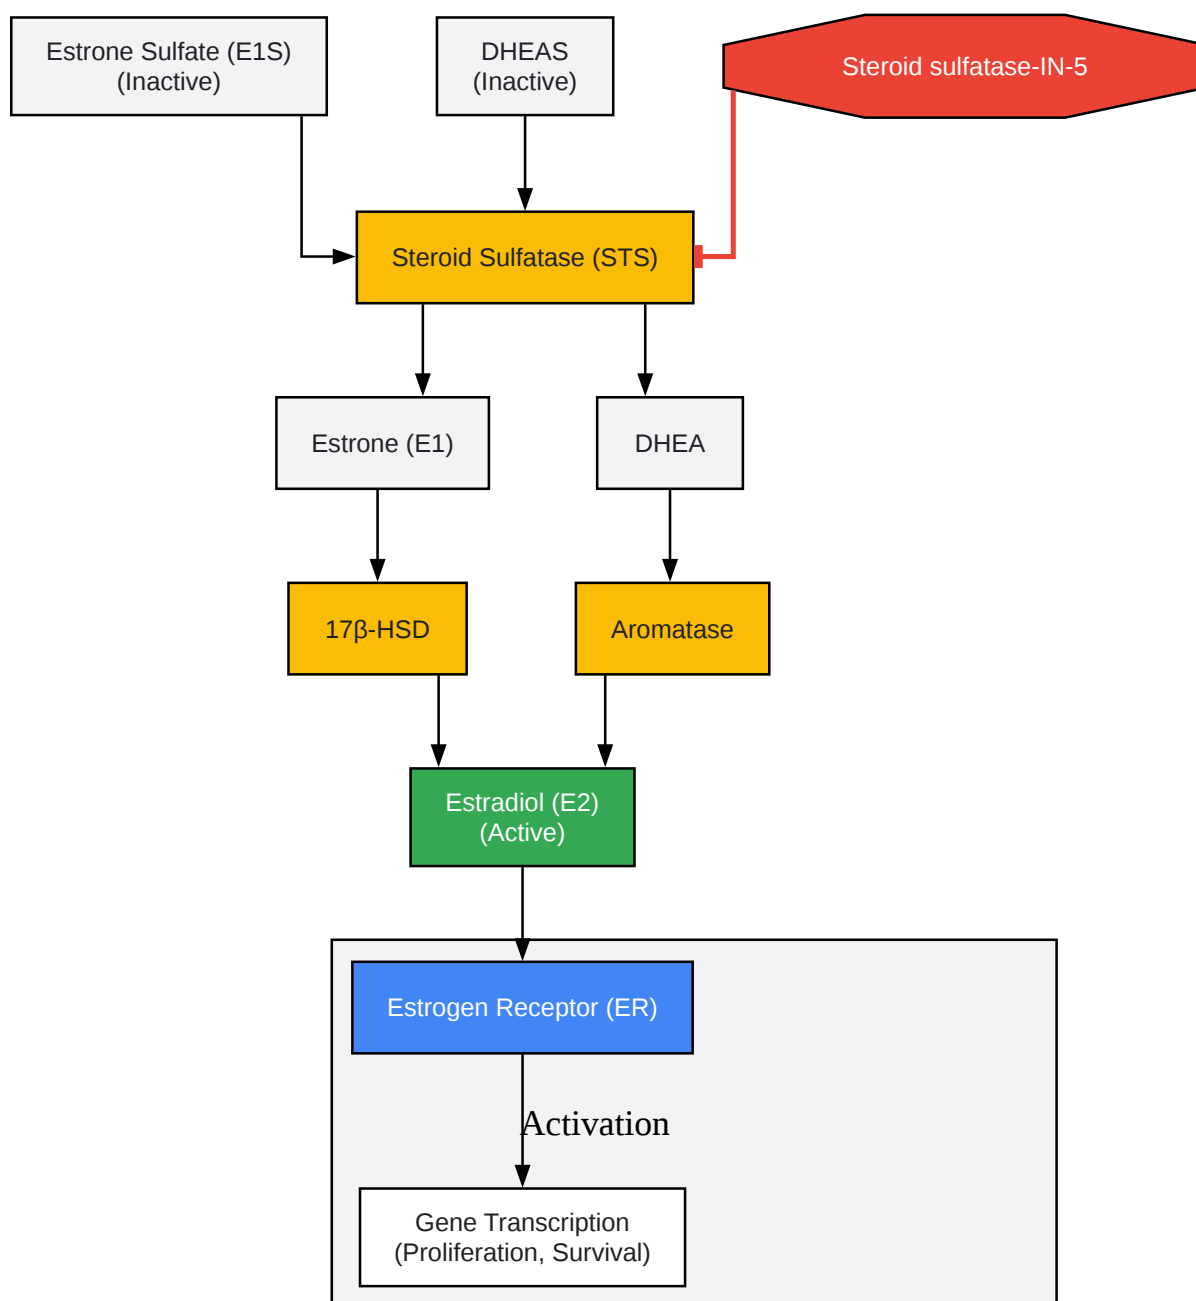 Estrone Sulfate (E1S)
(Inactive)
DHEAS
(Inactive)
Steroid sulfatase-IN-5
Steroid Sulfatase (STS)
Estrone (E1)
DHEA
17β-HSD
Aromatase
Estradiol (E2)
(Active)
Estrogen Receptor (ER)
Activation
Gene Transcription
(Proliferation, Survival)